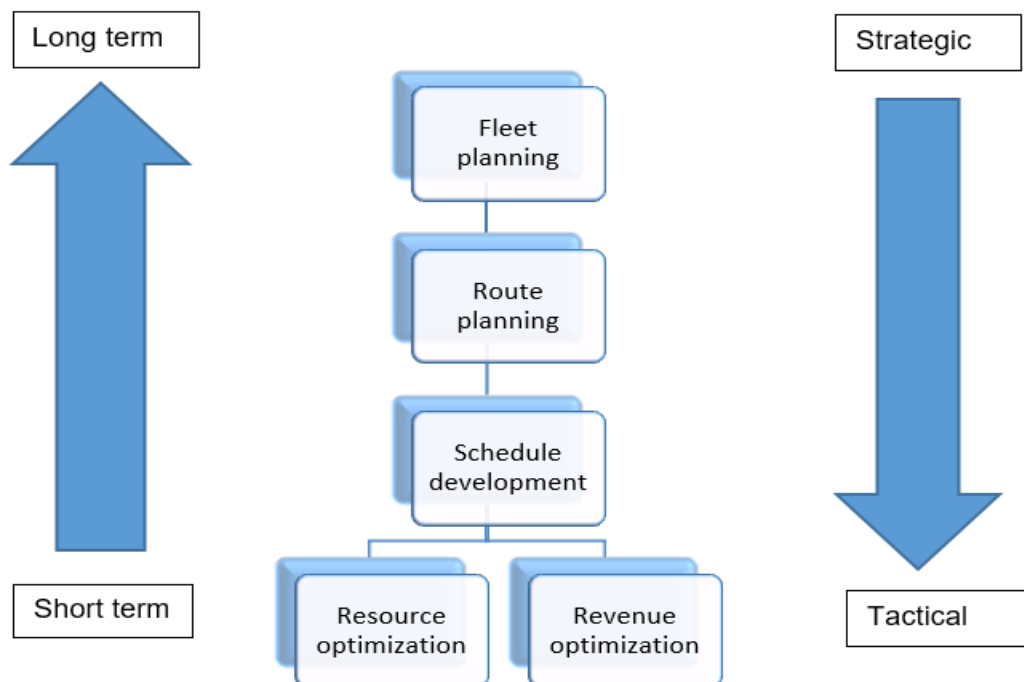 Long term
Strategic
Fleet
planning
Route
planning
Schedule
development
Short term
Tactical
Resource
optimization
Revenue
optimization